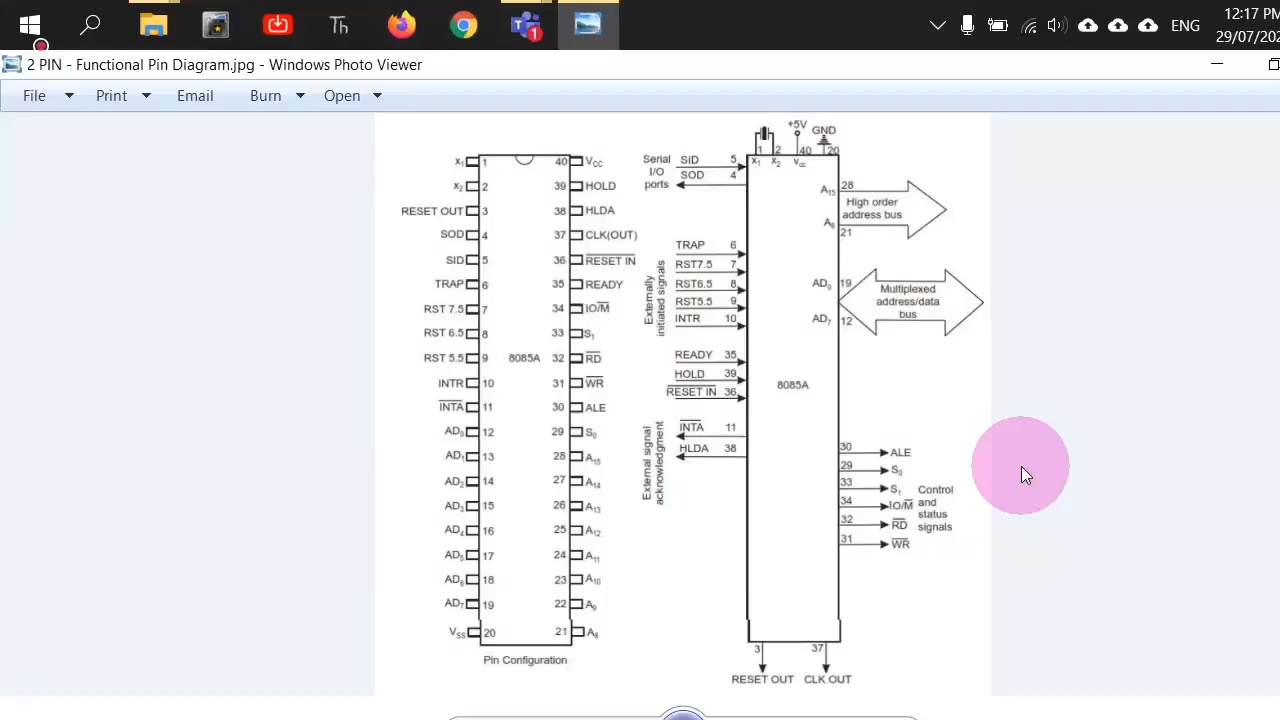 Th
1
ENG
12:17 PM
29/07/202
2 PIN - Functional Pin Diagram.jpg - Windows Photo Viewer
File Print Email Burn Open
X₁ 1 40 VCC
X₂ 2 39 HOLD
RESET OUT 3 38 HLDA
SOD 4 37 CLK(OUT)
SID 5 36 RESET IN
TRAP 6 35 READY
RST 7.5 7 34 IO/M
RST 6.5 8 33 S₁
RST 5.5 9 8085A 32 RD
INTR 10 31 WR
INTA 11 30 ALE
AD₀ 12 29 S₀
AD₁ 13 28 A₁₅
AD₂ 14 27 A₁₄
AD₃ 15 26 A₁₃
AD₄ 16 25 A₁₂
AD₅ 17 24 A₁₁
AD₆ 18 23 A₁₀
AD₇ 19 22 A₉
VSS 20 21 A₈
Pin Configuration
+5V GND
1 2 40 20
X₁ X₂ VCC
Serial
I/O
ports
SID 5
SOD 4
Externally
initiated signals
TRAP 6
RST7.5 7
RST6.5 8
RST5.5 9
INTR 10
READY 35
HOLD 39
RESET IN 36
External signal
acknowledgment
INTA 11
HLDA 38
8085A
A₁₅ 28
High order
address bus
A₈
21
AD₀ 19
Multiplexed
address/data
bus
AD₇ 12
30 ALE
29 S₀
33 S₁
34 IO/M
32 RD
31 WR
Control
and
status
signals
3 37
RESET OUT CLK OUT